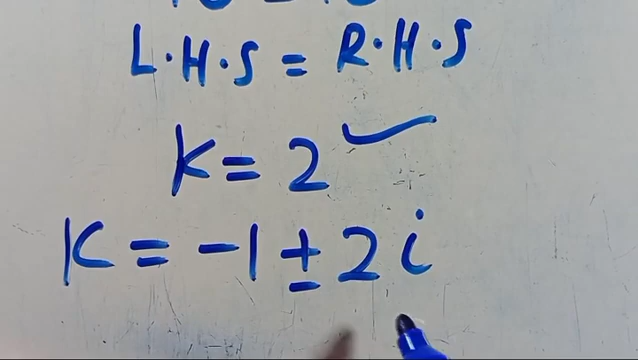 L.H.S = R.H.S
K = 2 ✓
K = -1 ± 2i